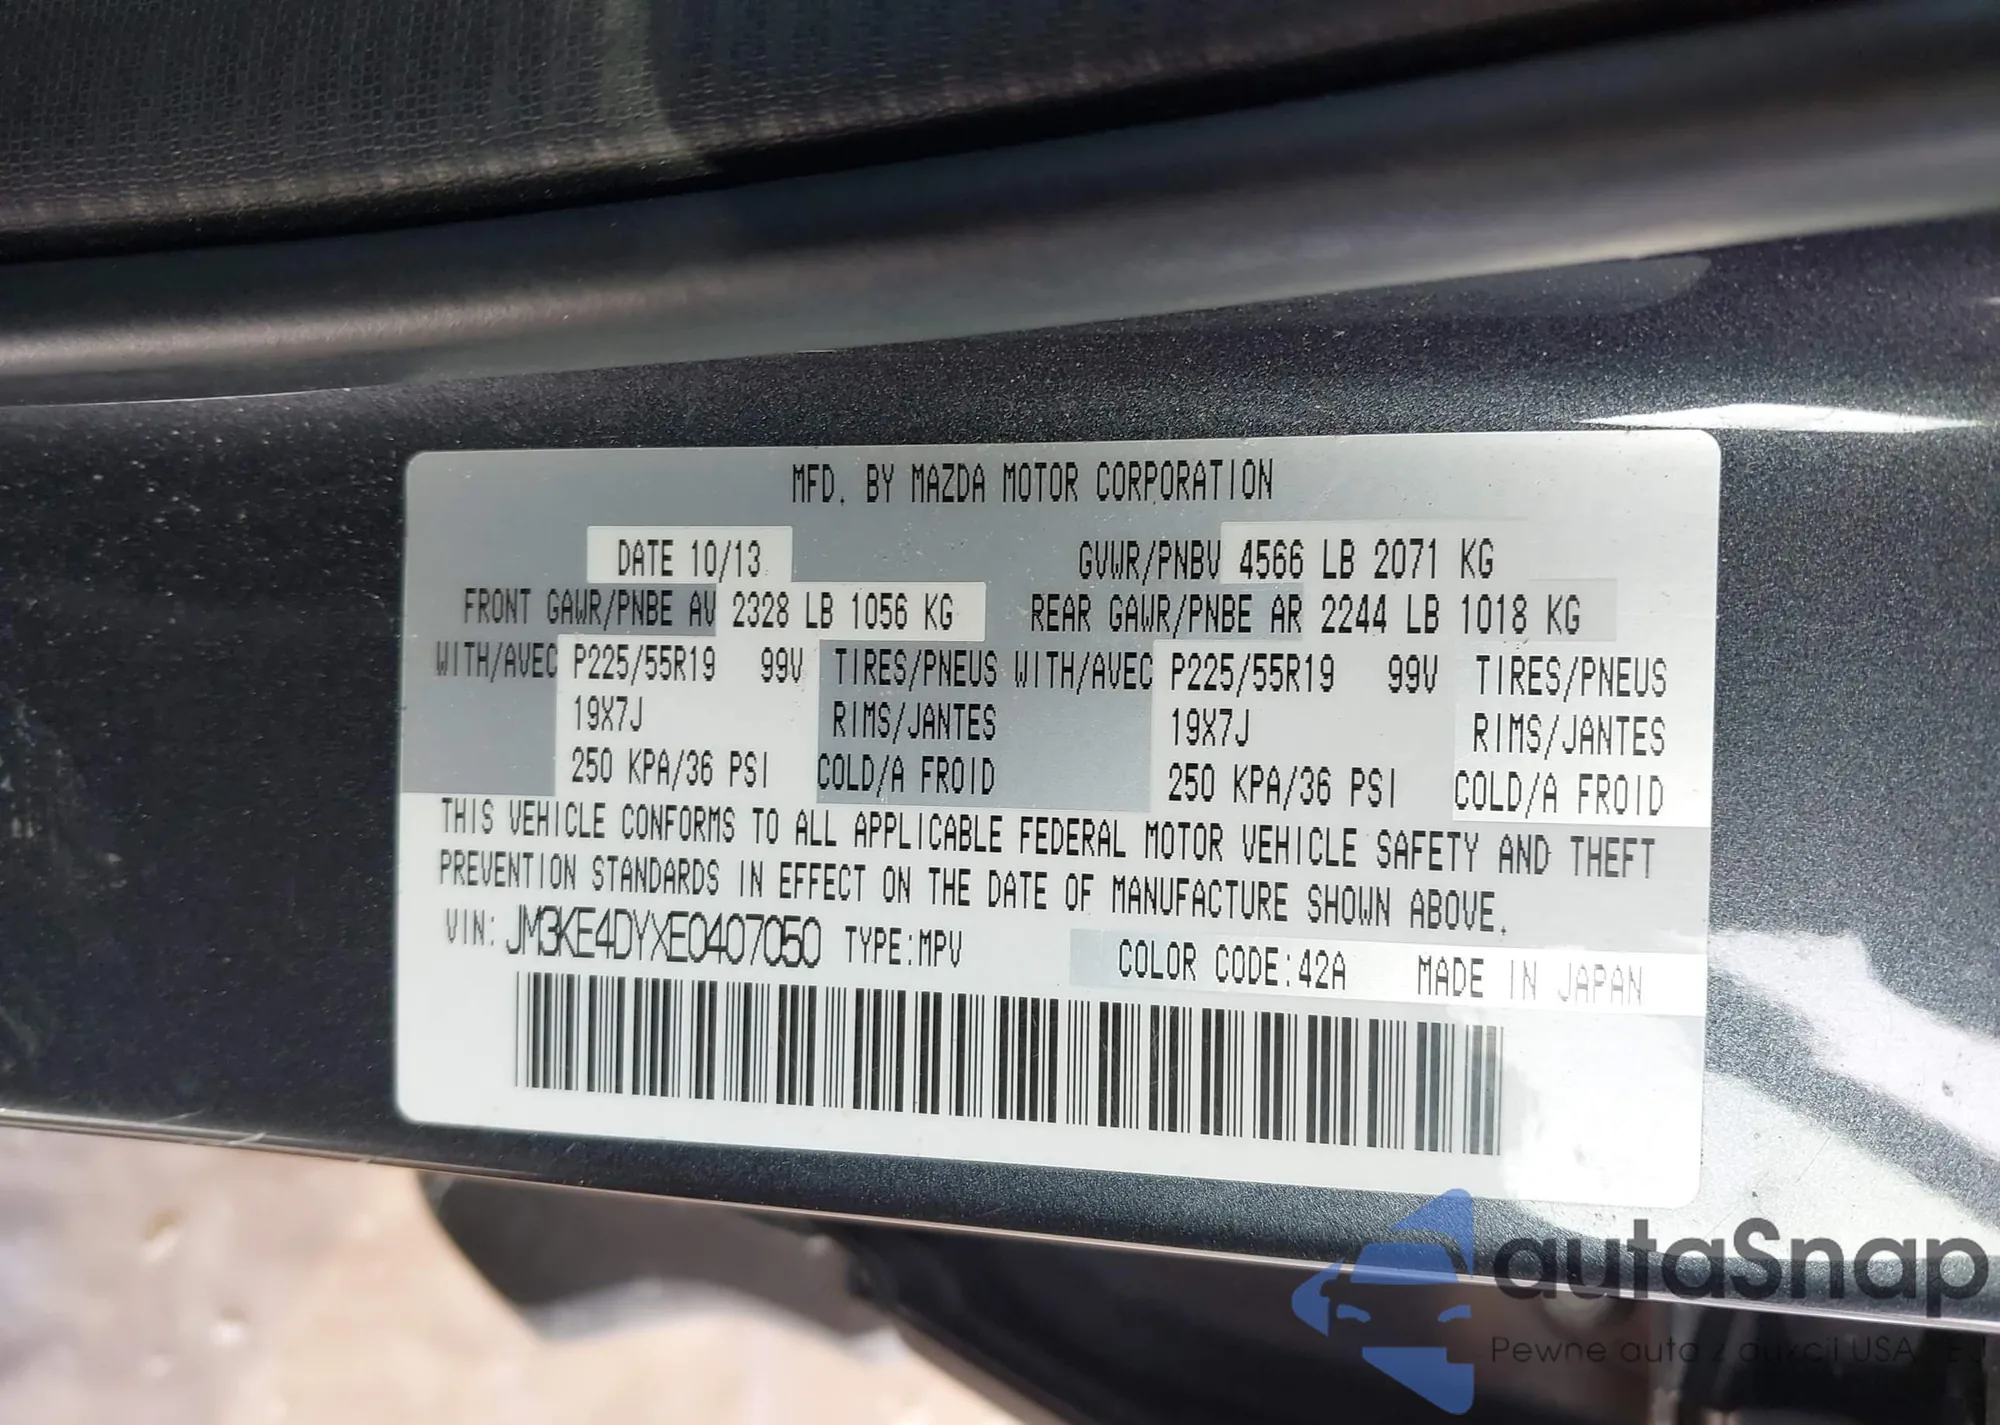 MFD. BY MAZDA MOTOR CORPORATION
DATE 10/13 GVWR/PNBV 4566 LB 2071 KG
FRONT GAWR/PNBE AV 2328 LB 1056 KG REAR GAWR/PNBE AR 2244 LB 1018 KG
WITH/AVEC P225/55R19 99V TIRES/PNEUS WITH/AVEC P225/55R19 99V TIRES/PNEUS
19X7J RIMS/JANTES 19X7J RIMS/JANTES
250 KPA/36 PSI COLD/A FROID 250 KPA/36 PSI COLD/A FROID
THIS VEHICLE CONFORMS TO ALL APPLICABLE FEDERAL MOTOR VEHICLE SAFETY AND THEFT
PREVENTION STANDARDS IN EFFECT ON THE DATE OF MANUFACTURE SHOWN ABOVE.
VIN: JM3KE4DYXE0407050 TYPE:MPV COLOR CODE:42A MADE IN JAPAN
autaSnap
Pewne auta z aukcji USA